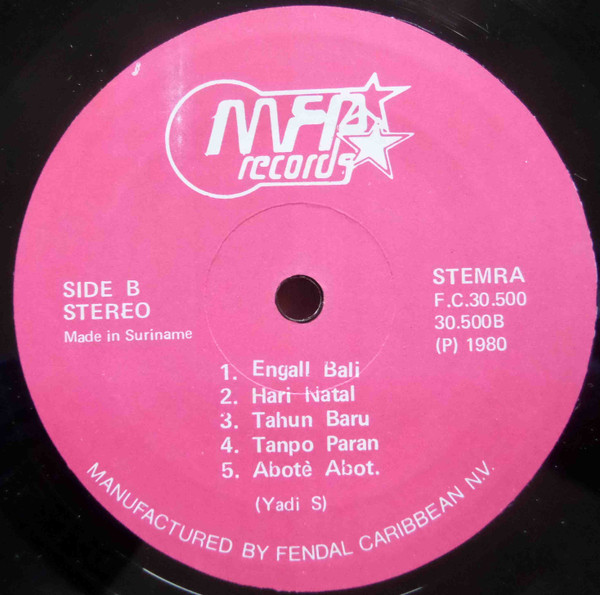 MFP
records
SIDE B
STEREO
Made in Suriname
STEMRA
F.C.30.500
30.500B
(P) 1980
1. Engall Bali
2. Hari Natal
3. Tahun Baru
4. Tanpo Paran
5. Abotè Abot.
(Yadi S)
MANUFACTURED BY FENDAL CARIBBEAN N.V.